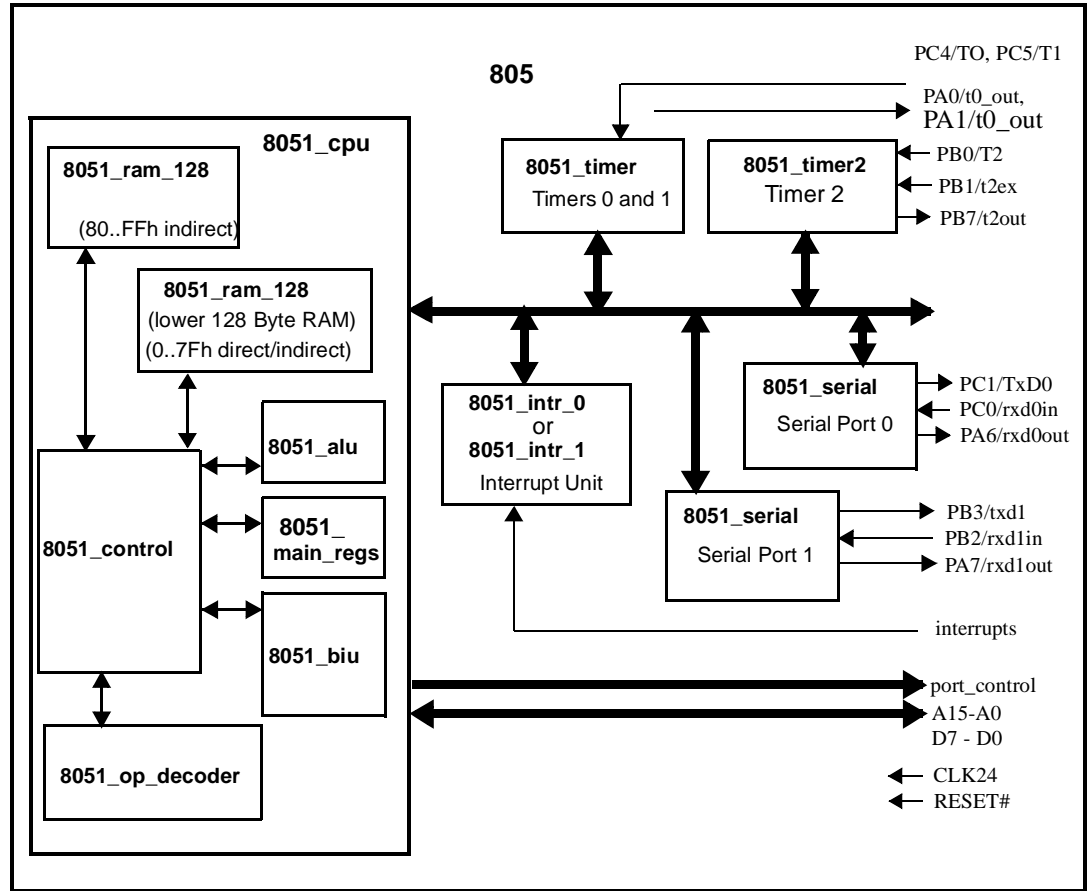 805
PC4/TO, PC5/T1
PA0/t0_out,
PA1/t0_out
8051_cpu
8051_ram_128
(80..FFh indirect)
8051_ram_128
(lower 128 Byte RAM)
(0..7Fh direct/indirect)
8051_alu
8051_
main_regs
8051_control
8051_biu
8051_op_decoder
8051_timer
Timers 0 and 1
8051_timer2
Timer 2
PB0/T2
PB1/t2ex
PB7/t2out
8051_intr_0
or
8051_intr_1
Interrupt Unit
8051_serial
Serial Port 0
PC1/TxD0
PC0/rxd0in
PA6/rxd0out
8051_serial
Serial Port 1
PB3/txd1
PB2/rxd1in
PA7/rxd1out
interrupts
port_control
A15-A0
D7 - D0
CLK24
RESET#